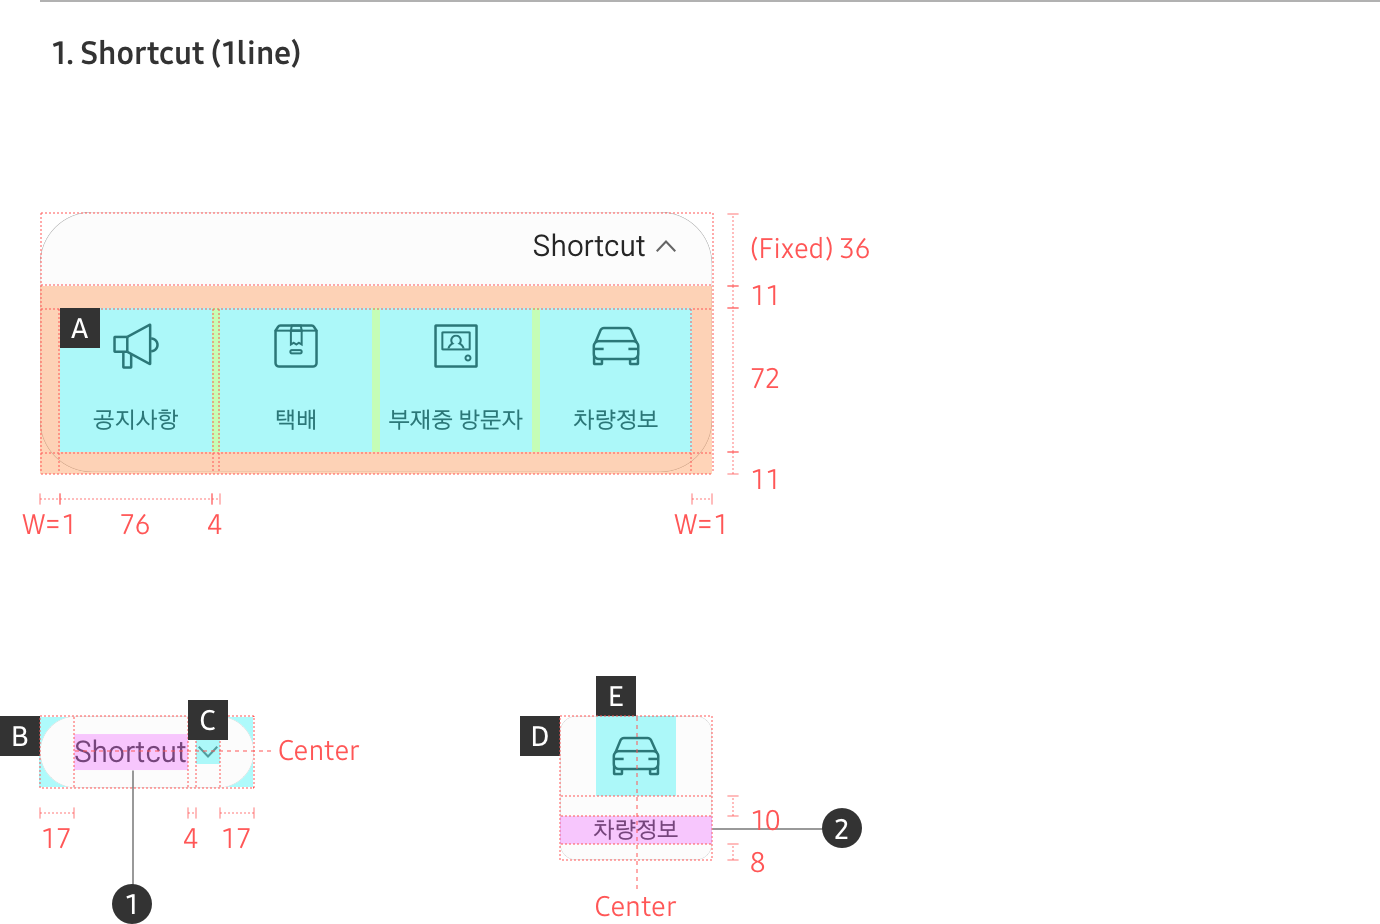 1. Shortcut (1line)
Shortcut
(Fixed) 36
11
A
72
공지사항
택배
부재중 방문자
차량정보
11
W=1
76
4
W=1
E
C
B
Shortcut
Center
D
17
4
17
10
차량정보
2
8
1
Center